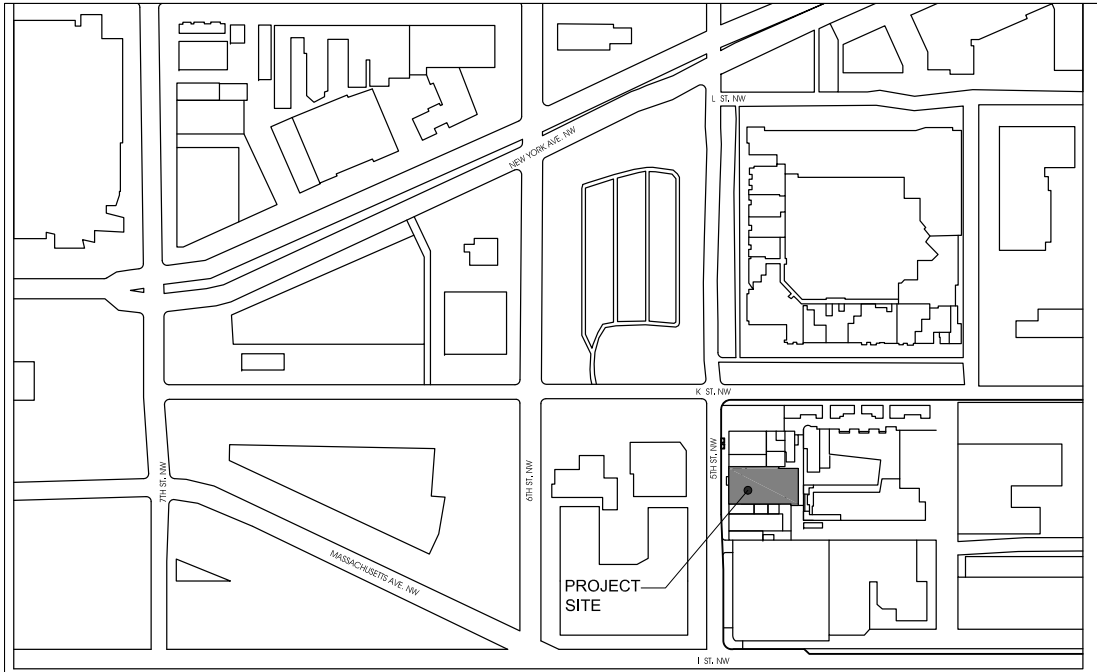 L ST. NW
NEW YORK AVE. NW
K ST. NW
5TH ST. NW
6TH ST. NW
7TH ST. NW
MASSACHUSETTS AVE. NW
PROJECT
SITE
I ST. NW